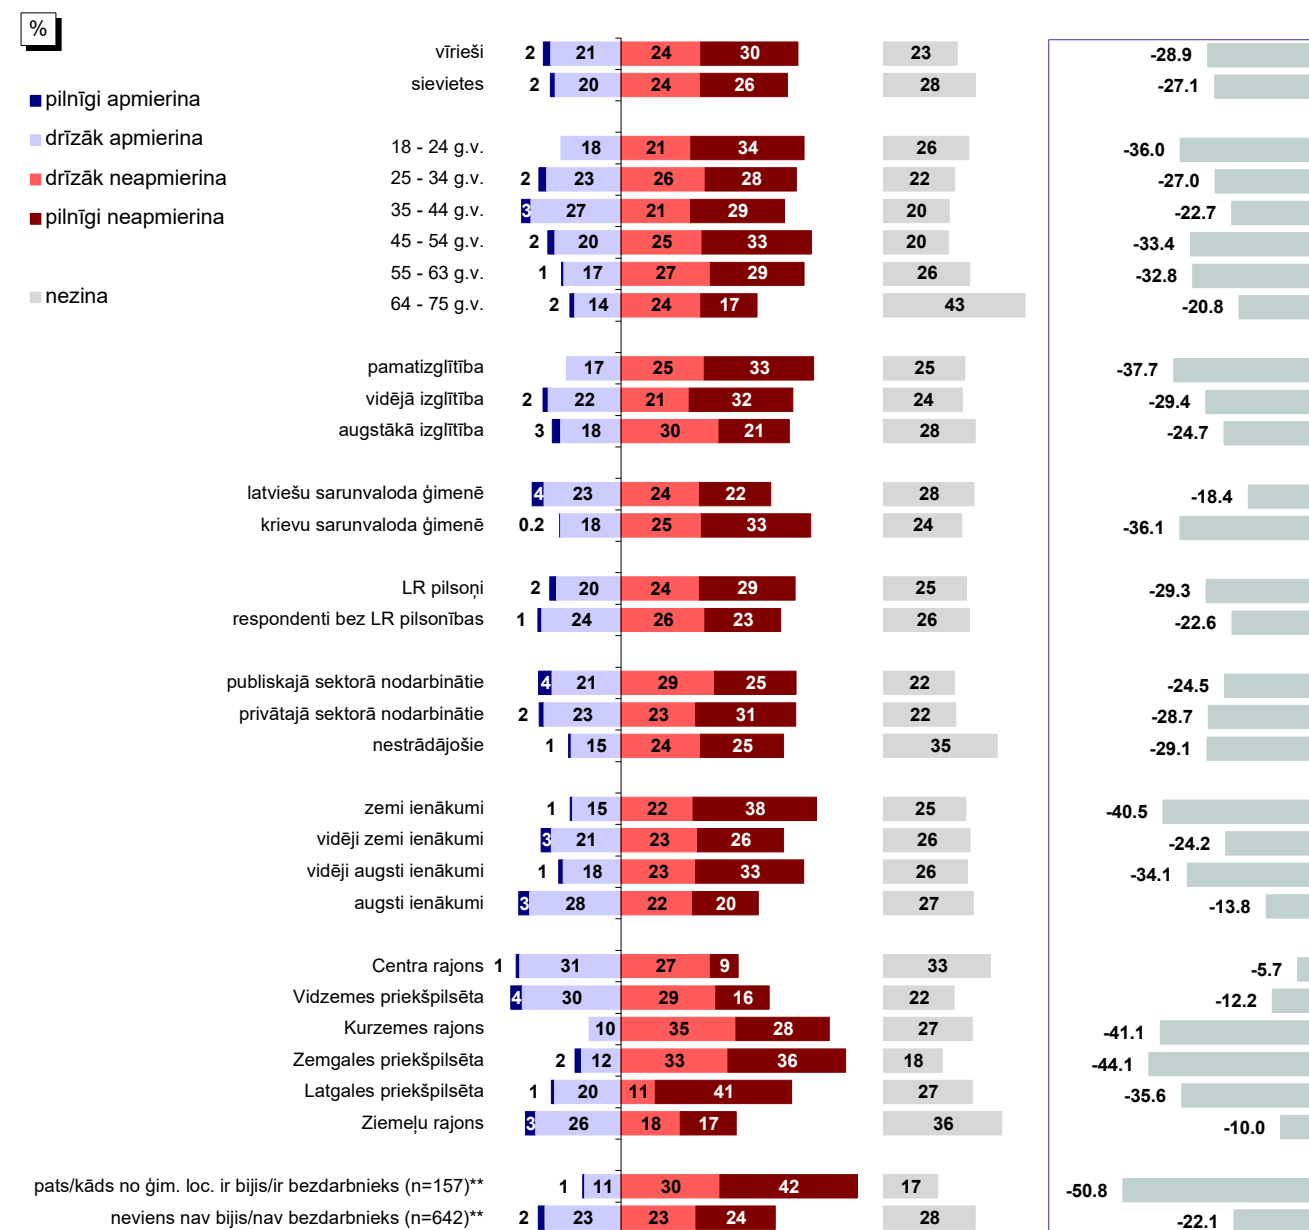 %
pilnīgi apmierina
drīzāk apmierina
drīzāk neapmierina
pilnīgi neapmierina
nezina
vīrieši 2 21 24 30 23 -28.9
sievietes 2 20 24 26 28 -27.1
18 - 24 g.v. 18 21 34 26 -36.0
25 - 34 g.v. 2 23 26 28 22 -27.0
35 - 44 g.v. 3 27 21 29 20 -22.7
45 - 54 g.v. 2 20 25 33 20 -33.4
55 - 63 g.v. 1 17 27 29 26 -32.8
64 - 75 g.v. 2 14 24 17 43 -20.8
pamatizglītība 17 25 33 25 -37.7
vidējā izglītība 2 22 21 32 24 -29.4
augstākā izglītība 3 18 30 21 28 -24.7
latviešu sarunvaloda ģimenē 4 23 24 22 28 -18.4
krievu sarunvaloda ģimenē 0.2 18 25 33 24 -36.1
LR pilsoņi 2 20 24 29 25 -29.3
respondenti bez LR pilsonības 1 24 26 23 26 -22.6
publiskajā sektorā nodarbinātie 4 21 29 25 22 -24.5
privātajā sektorā nodarbinātie 2 23 23 31 22 -28.7
nestrādājošie 1 15 24 25 35 -29.1
zemi ienākumi 1 15 22 38 25 -40.5
vidēji zemi ienākumi 3 21 23 26 26 -24.2
vidēji augsti ienākumi 1 18 23 33 26 -34.1
augsti ienākumi 3 28 22 20 27 -13.8
Centra rajons 1 31 27 9 33 -5.7
Vidzemes priekšpilsēta 4 30 29 16 22 -12.2
Kurzemes rajons 10 35 28 27 -41.1
Zemgales priekšpilsēta 2 12 33 36 18 -44.1
Latgales priekšpilsēta 1 20 11 41 27 -35.6
Ziemeļu rajons 3 26 18 17 36 -10.0
pats/kāds no ģim. loc. ir bijis/ir bezdarbnieks (n=157)** 1 11 30 42 17 -50.8
neviens nav bijis/nav bezdarbnieks (n=642)** 2 23 23 24 28 -22.1